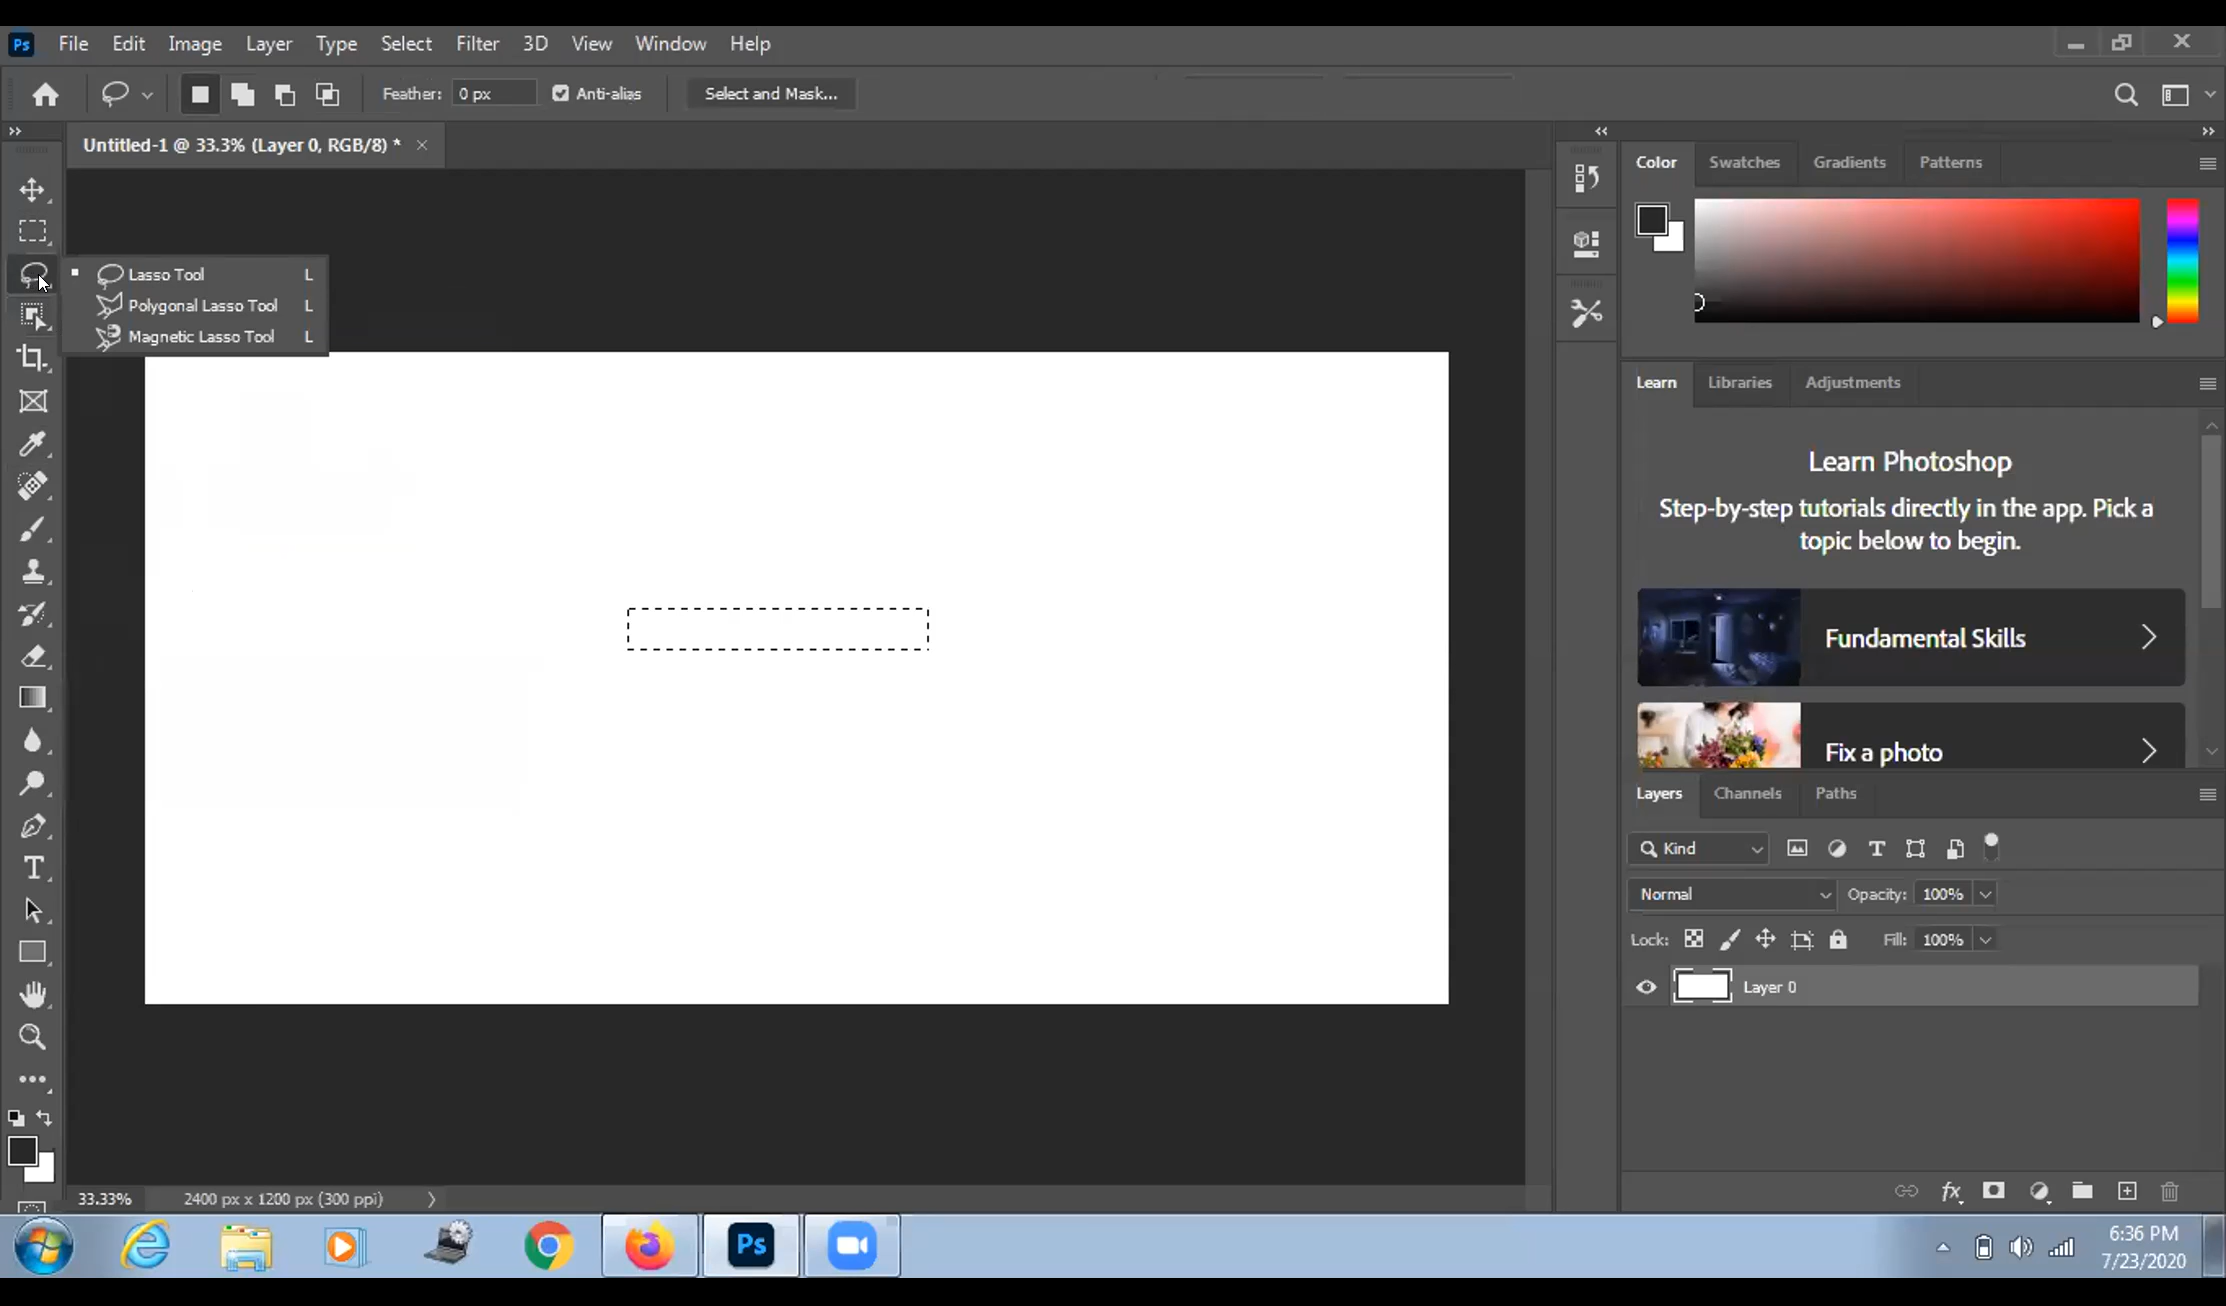 Ps File Edit Image Layer Type Select Filter 3D View Window Help
Feather: 0 px Anti-alias Select and Mask...
Untitled-1 @ 33.3% (Layer 0, RGB/8) * ×
Lasso Tool L
Polygonal Lasso Tool L
Magnetic Lasso Tool L
Color Swatches Gradients Patterns
Learn Libraries Adjustments
Learn Photoshop
Step-by-step tutorials directly in the app. Pick a
topic below to begin.
Fundamental Skills
Fix a photo
Layers Channels Paths
Kind
Normal Opacity: 100%
Lock: Fill: 100%
Layer 0
33.33% 2400 px x 1200 px (300 ppi)
Ps
6:36 PM
7/23/2020